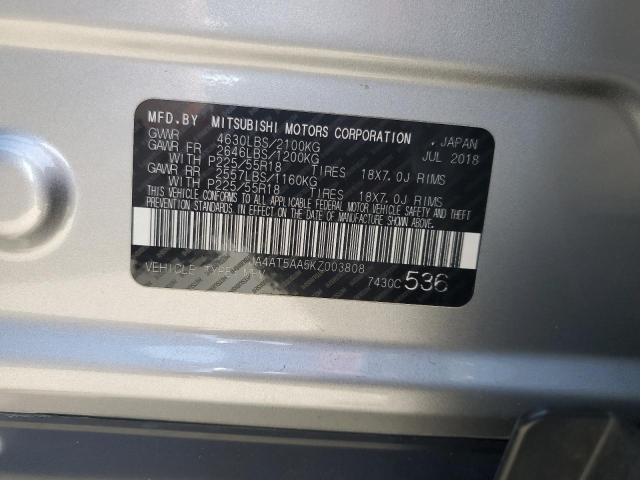 MFD.BY MITSUBISHI MOTORS CORPORATION , JAPAN
GVWR 4630LBS/2100KG JUL 2018
GAWR FR 2646LBS/1200KG
WITH P225/55R18 TIRES 18X7.0J RIMS
GAWR RR 2557LBS/1160KG
WITH P225/55R18 TIRES 18X7.0J RIMS
THIS VEHICLE CONFORMS TO ALL APPLICABLE FEDERAL MOTOR VEHICLE SAFETY AND THEFT
PREVENTION STANDARDS IN EFFECT ON THE DATE OF MANUFACTURE SHOWN ABOVE.
A4AT5AA5KZ003808
VEHICLE TYPE: 7430C 536